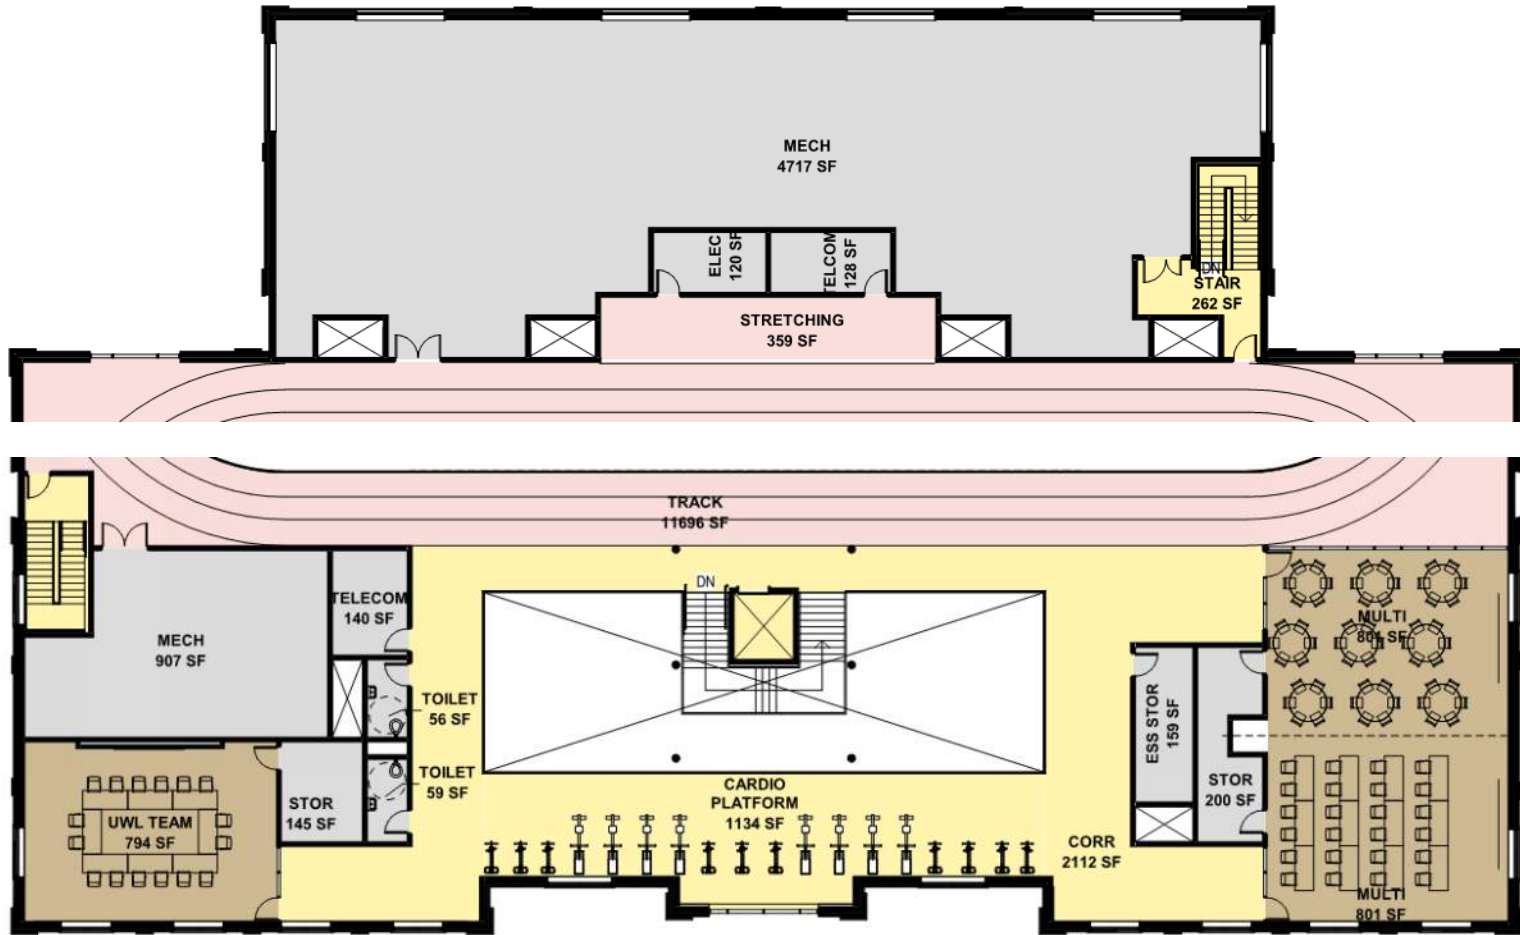 MECH
4717 SF
ELEC
120 SF
TELCOM
128 SF
DN
STAIR
262 SF
STRETCHING
359 SF
TRACK
11696 SF
DN
TELECOM
140 SF
MECH
907 SF
MULTI
801 SF
TOILET
56 SF
ESS STOR
159 SF
TOILET
59 SF
CARDIO
PLATFORM
1134 SF
STOR
200 SF
STOR
145 SF
UWL TEAM
794 SF
CORR
2112 SF
MULTI
801 SF